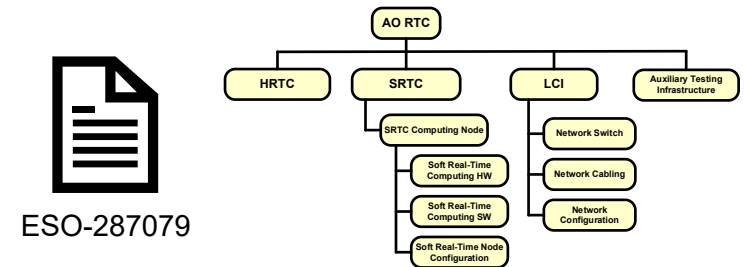 AO RTC
HRTC
SRTC
LCI
Auxiliary Testing
Infrastructure
SRTC Computing Node
Soft Real-Time
Computing HW
Soft Real-Time
Computing SW
Soft Real-Time Node
Configuration
Network Switch
Network Cabling
Network
Configuration
ESO-287079